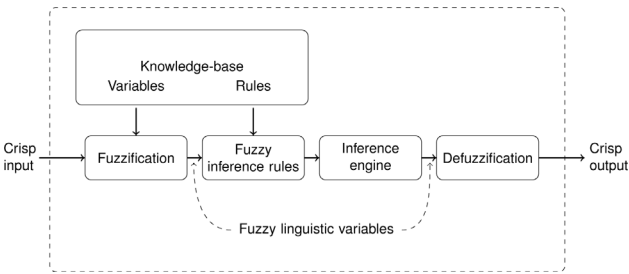 Knowledge-base
Variables Rules
Crisp
input
Fuzzification
Fuzzy
inference rules
Inference
engine
Defuzzification
Crisp
output
Fuzzy linguistic variables